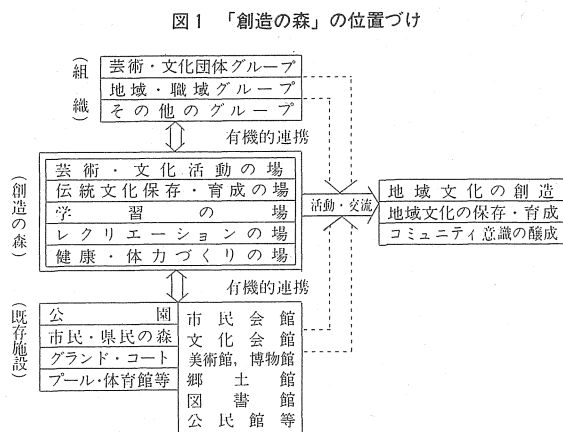 図1 「創造の森」の位置づけ
(組織)
芸術・文化団体グループ
地域・職域グループ
その他のグループ
有機的連携
(創造の森)
芸術・文化活動の場
伝統文化保存・育成の場
学習の場
レクリエーションの場
健康・体力づくりの場
活動・交流
地域文化の創造
地域文化の保存・育成
コミュニティ意識の醸成
有機的連携
(既存施設)
公園
市民・県民の森
グランド・コート
プール・体育館等
市民会館
文化会館
美術館,博物館
郷土館
図書館
公民館等